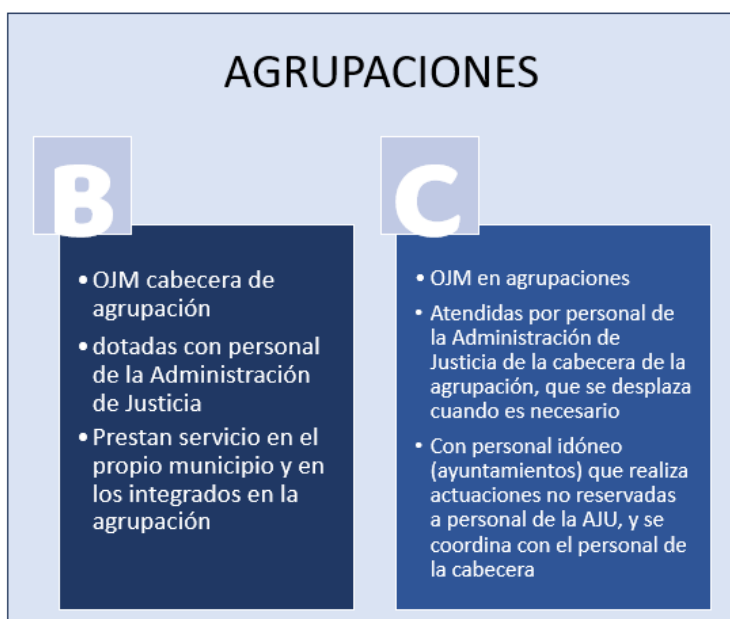 AGRUPACIONES
B
• OJM cabecera de
agrupación
• dotadas con personal
de la Administración
de Justicia
• Prestan servicio en el
propio municipio y en
los integrados en la
agrupación
C
• OJM en agrupaciones
• Atendidas por personal de
la Administración de
Justicia de la cabecera de la
agrupación, que se desplaza
cuando es necesario
• Con personal idóneo
(ayuntamientos) que realiza
actuaciones no reservadas
a personal de la AJU, y se
coordina con el personal de
la cabecera